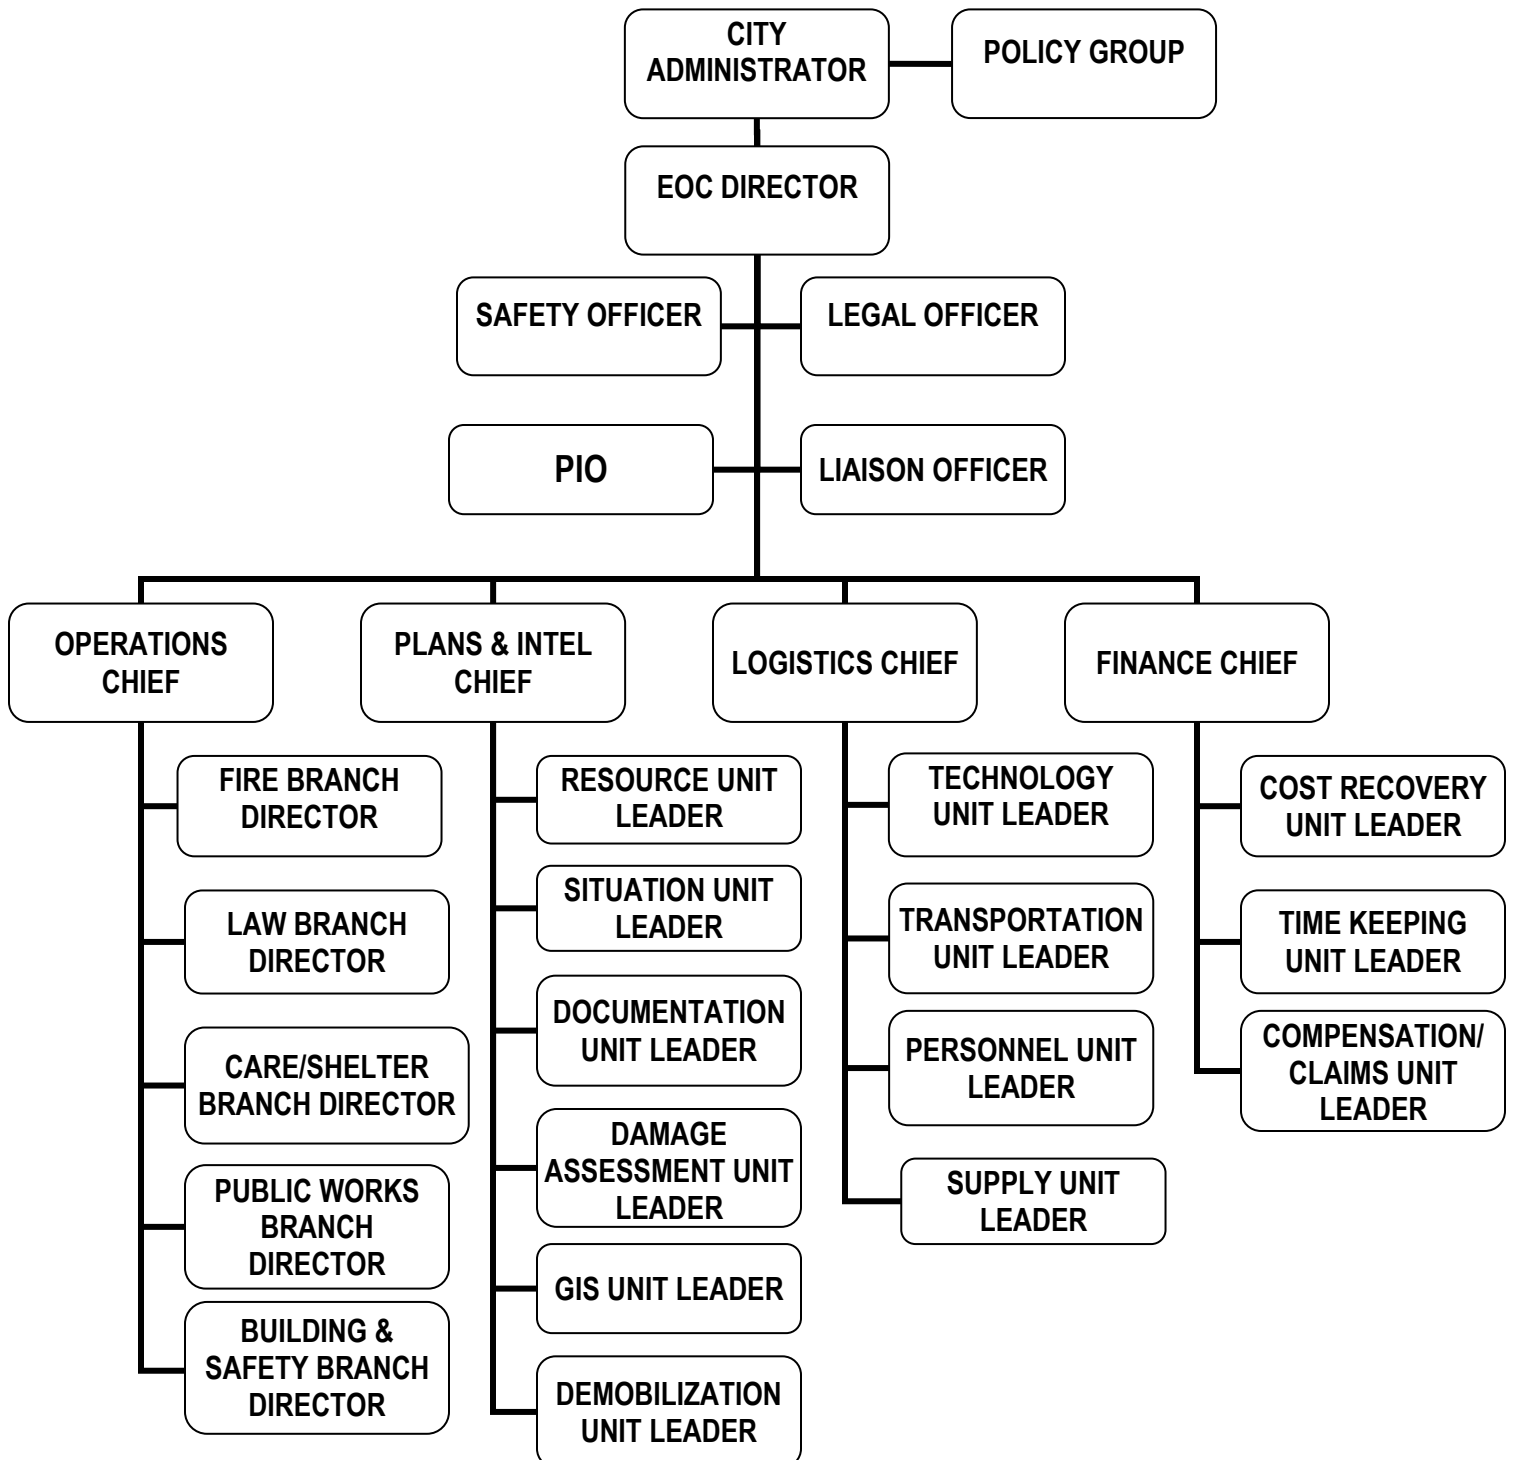 CITY
ADMINISTRATOR
POLICY GROUP
EOC DIRECTOR
SAFETY OFFICER
LEGAL OFFICER
PIO
LIAISON OFFICER
OPERATIONS
CHIEF
PLANS & INTEL
CHIEF
LOGISTICS CHIEF
FINANCE CHIEF
FIRE BRANCH
DIRECTOR
LAW BRANCH
DIRECTOR
CARE/SHELTER
BRANCH DIRECTOR
PUBLIC WORKS
BRANCH
DIRECTOR
BUILDING &
SAFETY BRANCH
DIRECTOR
RESOURCE UNIT
LEADER
SITUATION UNIT
LEADER
DOCUMENTATION
UNIT LEADER
DAMAGE
ASSESSMENT UNIT
LEADER
GIS UNIT LEADER
DEMOBILIZATION
UNIT LEADER
TECHNOLOGY
UNIT LEADER
TRANSPORTATION
UNIT LEADER
PERSONNEL UNIT
LEADER
SUPPLY UNIT
LEADER
COST RECOVERY
UNIT LEADER
TIME KEEPING
UNIT LEADER
COMPENSATION/
CLAIMS UNIT
LEADER